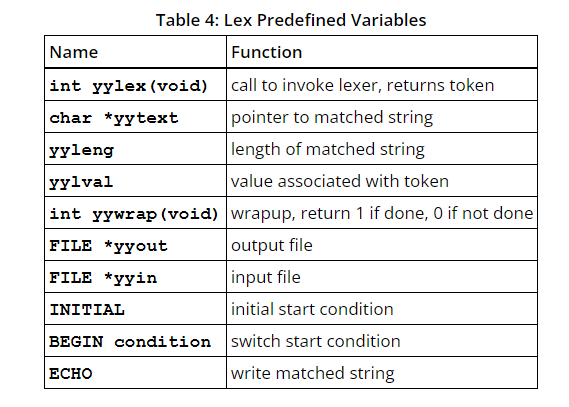 Table 4: Lex Predefined Variables
Name Function
int yylex(void) call to invoke lexer, returns token
char *yytext pointer to matched string
yyleng length of matched string
yylval value associated with token
int yywrap(void) wrapup, return 1 if done, 0 if not done
FILE *yyout output file
FILE *yyin input file
INITIAL initial start condition
BEGIN condition switch start condition
ECHO write matched string